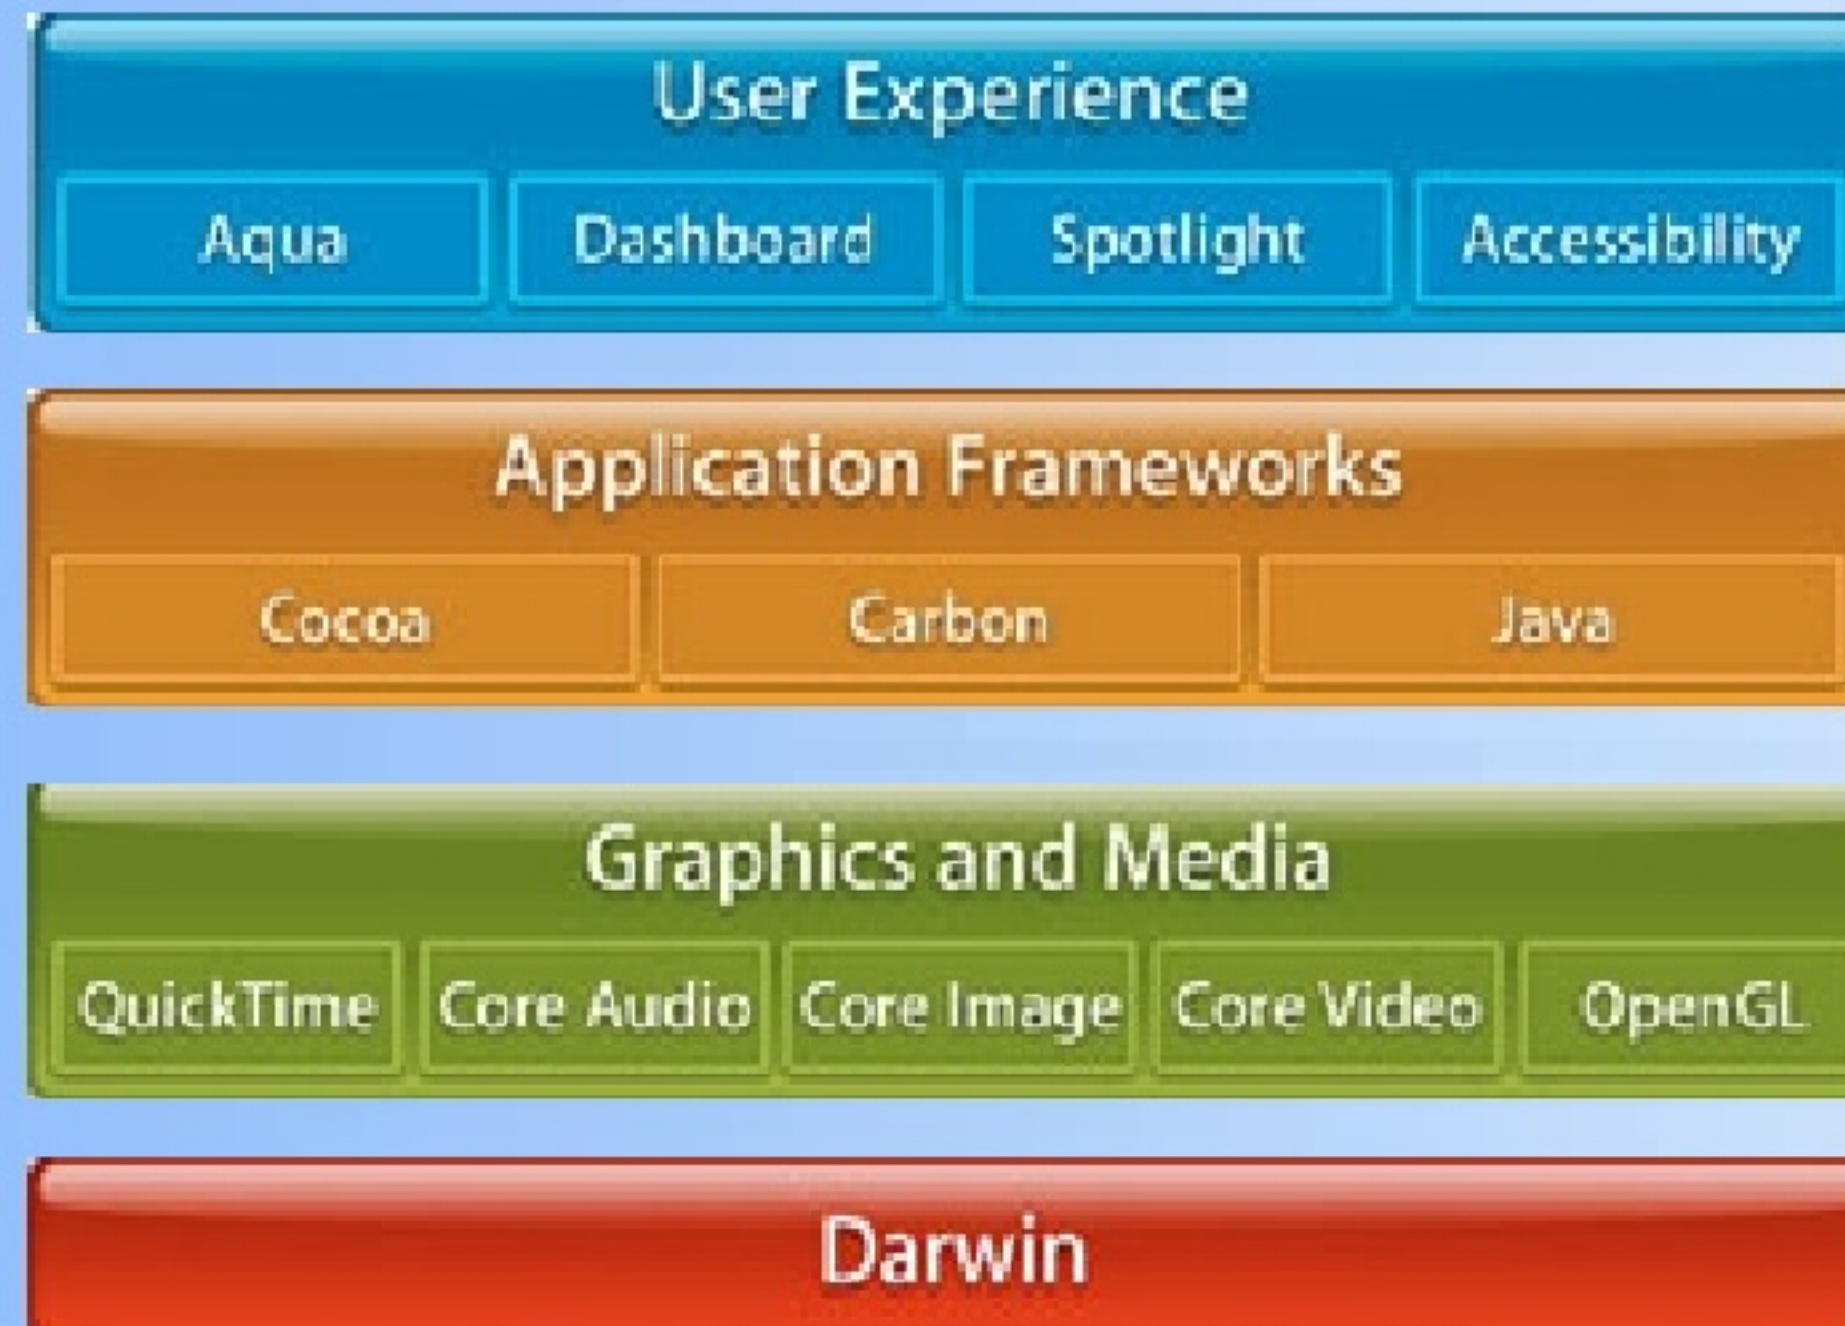 User Experience
Aqua Dashboard Spotlight Accessibility
Application Frameworks
Cocoa Carbon Java
Graphics and Media
QuickTime Core Audio Core Image Core Video OpenGL
Darwin